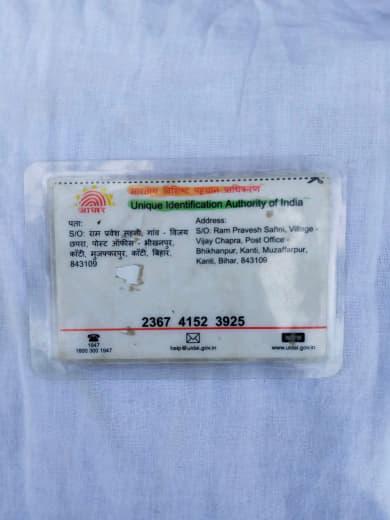 भारतीय विशिष्ट पहचान प्राधिकरण
Unique Identification Authority of India
आधार
पता:
S/O: राम प्रवेश सहनी, गांव - विजय
छपरा, पोस्ट ऑफिस - भीखनपुर,
काँटी, मुजफ्फरपुर, काँटी, बिहार,
843109
Address:
S/O: Ram Pravesh Sahni, Village -
Vijay Chapra, Post Office -
Bhikhanpur, Kanti, Muzaffarpur,
Kanti, Bihar, 843109
2367 4152 3925
1947
1800 300 1947
help@uidai.gov.in
www.uidai.gov.in